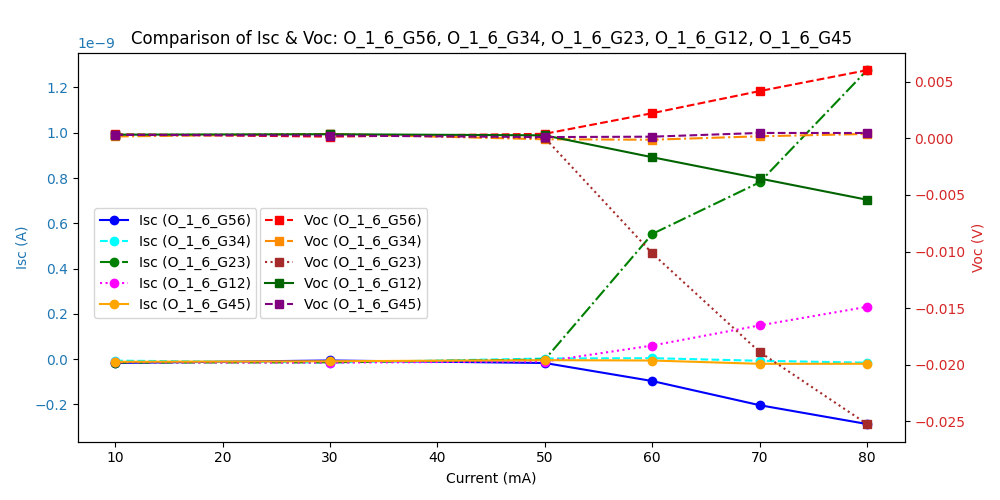 Comparison of Isc & Voc: O_1_6_G56, O_1_6_G34, O_1_6_G23, O_1_6_G12, O_1_6_G45
1e−9
1.2
1.0
0.8
0.6
0.4
0.2
0.0
−0.2
Isc (A)
Isc (O_1_6_G56)
Isc (O_1_6_G34)
Isc (O_1_6_G23)
Isc (O_1_6_G12)
Isc (O_1_6_G45)
Voc (O_1_6_G56)
Voc (O_1_6_G34)
Voc (O_1_6_G23)
Voc (O_1_6_G12)
Voc (O_1_6_G45)
0.005
0.000
−0.005
−0.010
−0.015
−0.020
−0.025
Voc (V)
10 20 30 40 50 60 70 80
Current (mA)